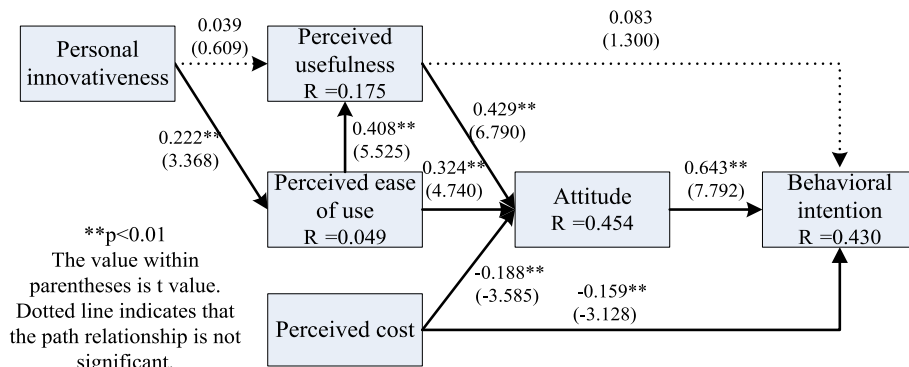 0.039
(0.609)
0.083
(1.300)
Personal
innovativeness
Perceived
usefulness
R =0.175
0.222**
(3.368)
0.408**
(5.525)
0.429**
(6.790)
0.324**
(4.740)
0.643**
(7.792)
Perceived ease
of use
R =0.049
Attitude
R =0.454
Behavioral
intention
R =0.430
**p<0.01
The value within
parentheses is t value.
Dotted line indicates that
the path relationship is not
significant.
-0.188**
(-3.585)
-0.159**
(-3.128)
Perceived cost